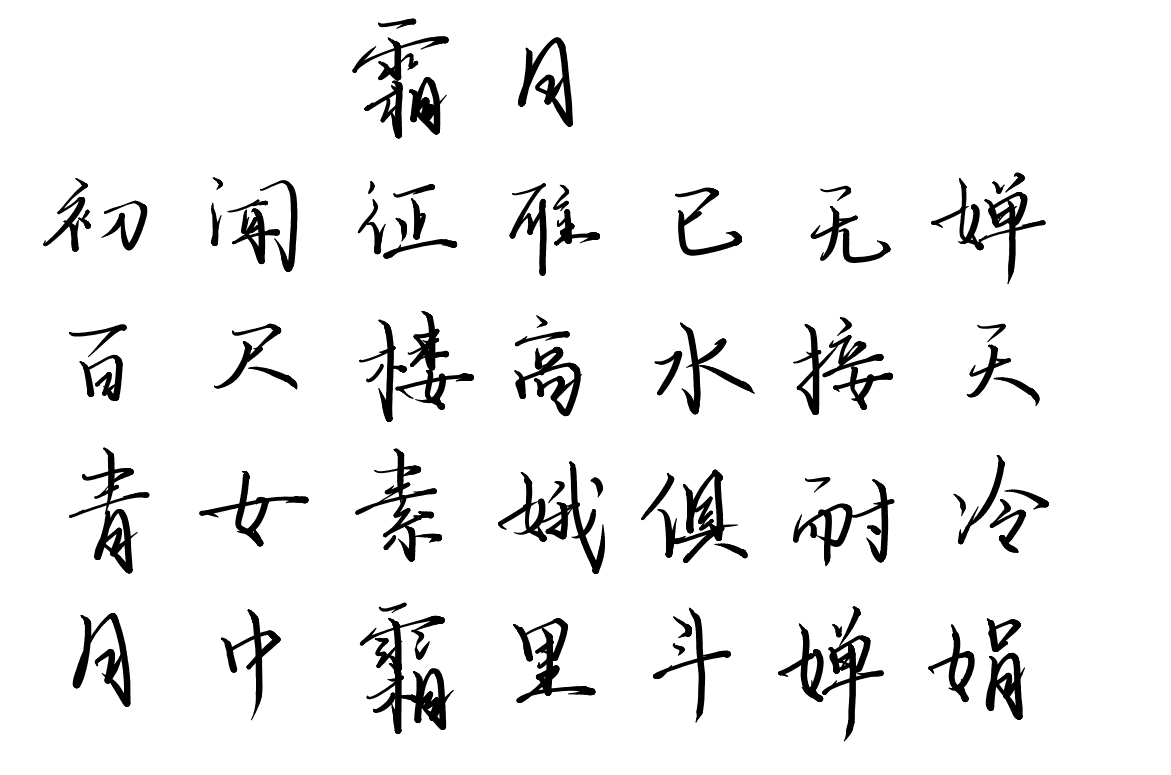 霜月
初闻征雁已无婵
百尺楼高水接天
青女素娥俱耐冷
月中霜里斗婵娟